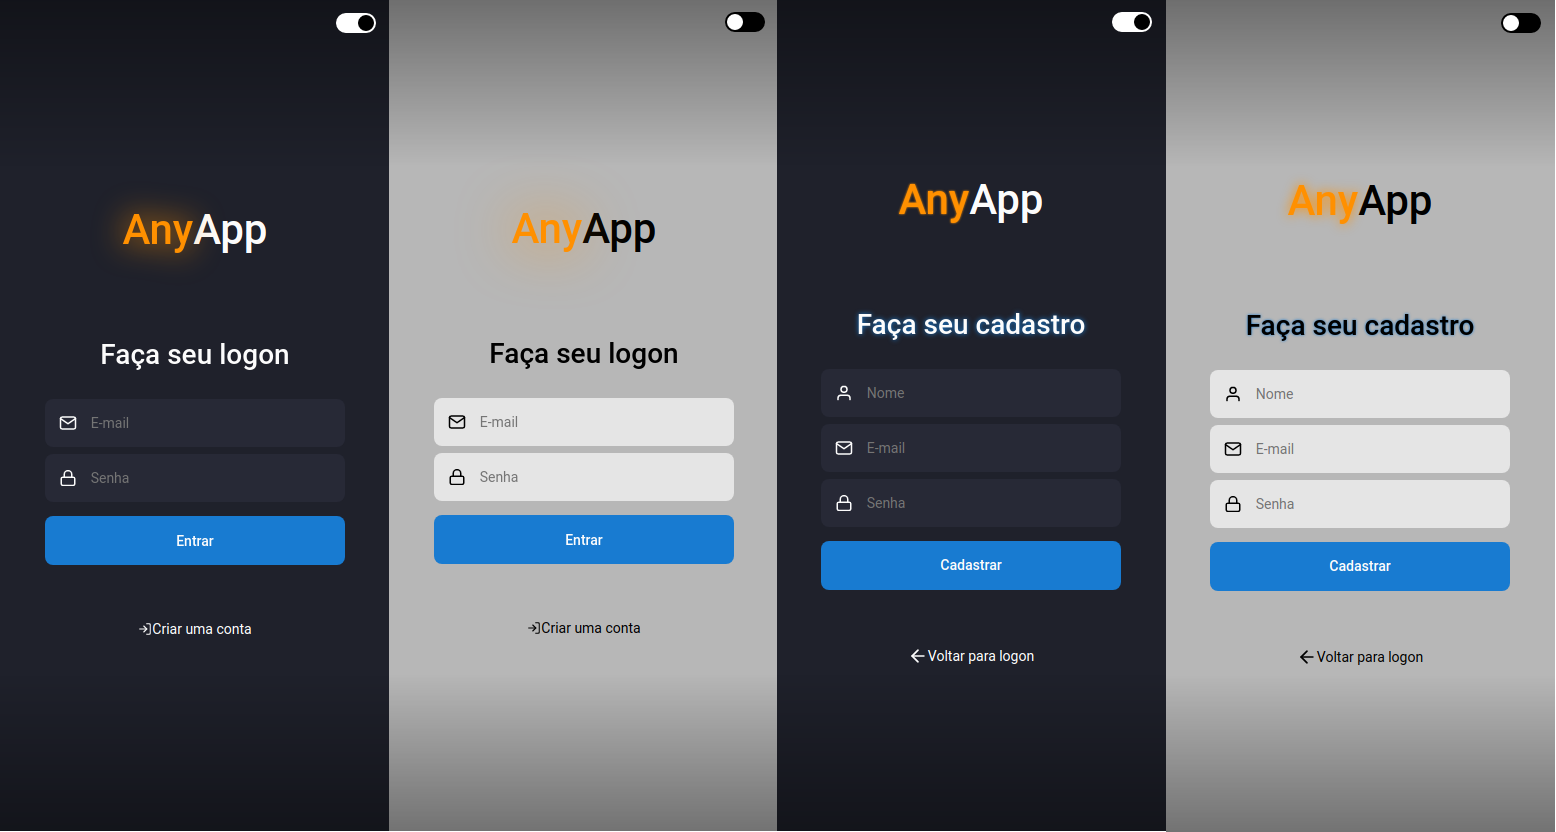 AnyApp
Faça seu logon
E-mail
Senha
Entrar
Criar uma conta
AnyApp
Faça seu logon
E-mail
Senha
Entrar
Criar uma conta
AnyApp
Faça seu cadastro
Nome
E-mail
Senha
Cadastrar
Voltar para logon
AnyApp
Faça seu cadastro
Nome
E-mail
Senha
Cadastrar
Voltar para logon